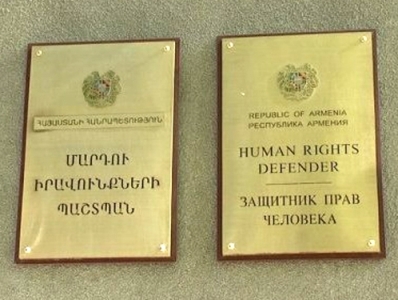 ՀԱՅԱՍՏԱՆԻ ՀԱՆՐԱՊԵՏՈՒԹՅՈՒՆ
ՄԱՐԴՈՒ
ԻՐԱՎՈՒՆՔՆԵՐԻ
ՊԱՇՏՊԱՆ
REPUBLIC OF ARMENIA
РЕСПУБЛИКА АРМЕНИЯ
HUMAN RIGHTS
DEFENDER
ЗАЩИТНИК ПРАВ
ЧЕЛОВЕКА